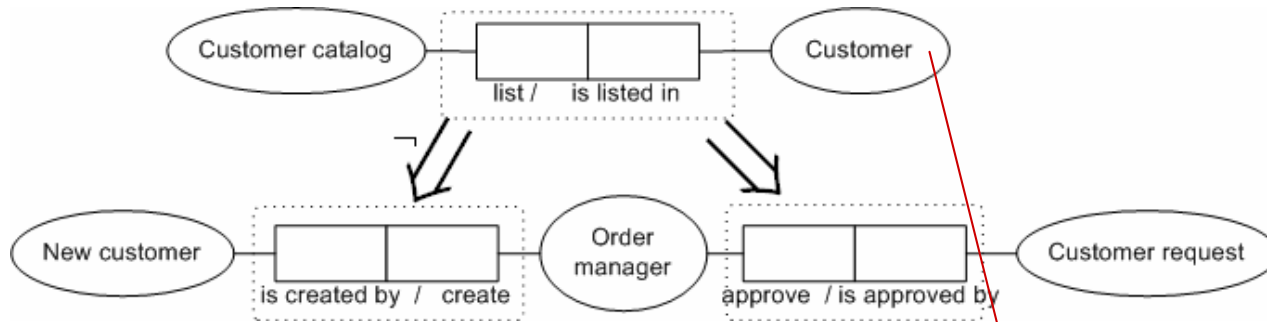 Customer catalog
Customer
list / is listed in
¬
New customer
Order
manager
Customer request
is created by / create
approve / is approved by